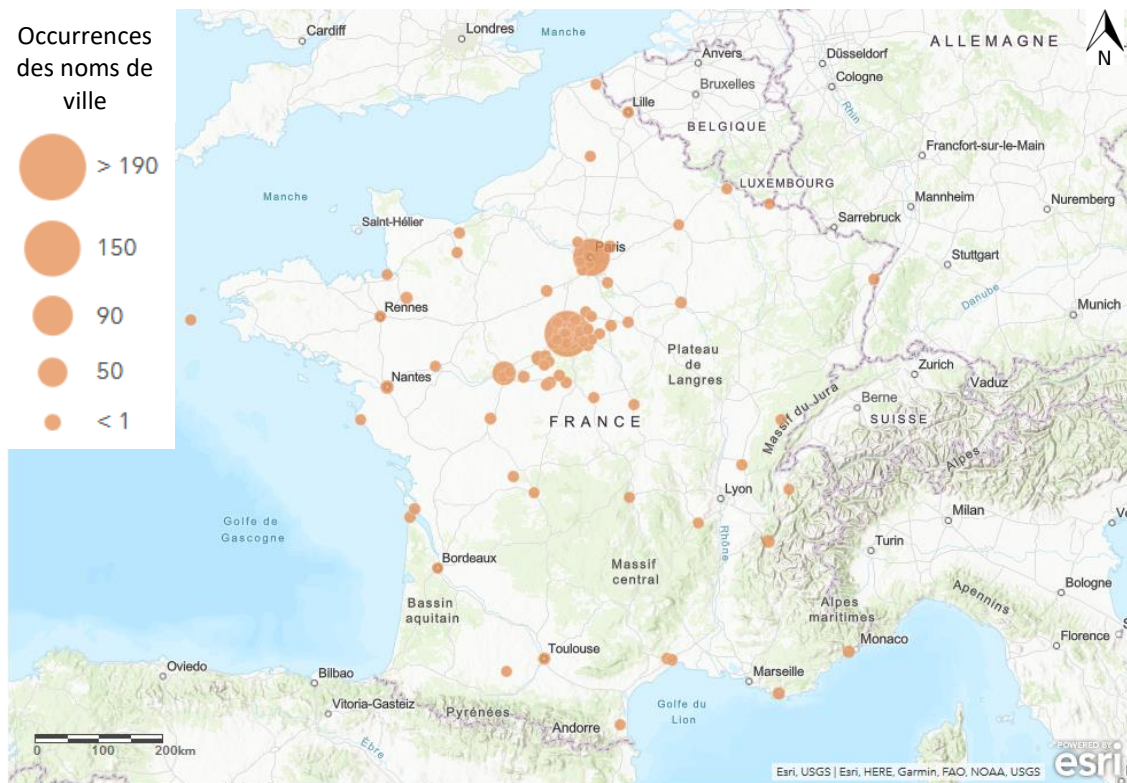 Occurrences
des noms de
ville
> 190
150
90
50
< 1
Cardiff
Londres
Manche
Anvers
Düsseldorf
ALLEMAGNE
N
Bruxelles
Cologne
Lille
Rhin
BELGIQUE
Francfort-sur-le-Main
Manche
LUXEMBOURG
Mannheim
Nuremberg
Saint-Hélier
Sarrebruck
Paris
Stuttgart
Danube
Rennes
Munich
Plateau
de
Langres
Zurich
Nantes
Vaduz
Berne
Massif du Jura
SUISSE
FRANCE
Alpes
Lyon
Milan
Golfe de
Gascogne
Rhône
Turin
Bordeaux
Massif
central
Bologne
Apennins
Bassin
aquitain
Alpes
maritimes
Monaco
Florence
Toulouse
Oviedo
Bilbao
Marseille
Vitoria-Gasteiz
Pyrénées
Golfe du
Lion
Andorre
Èbre
0 100 200km
POWERED BY
esri
Esri, USGS | Esri, HERE, Garmin, FAO, NOAA, USGS